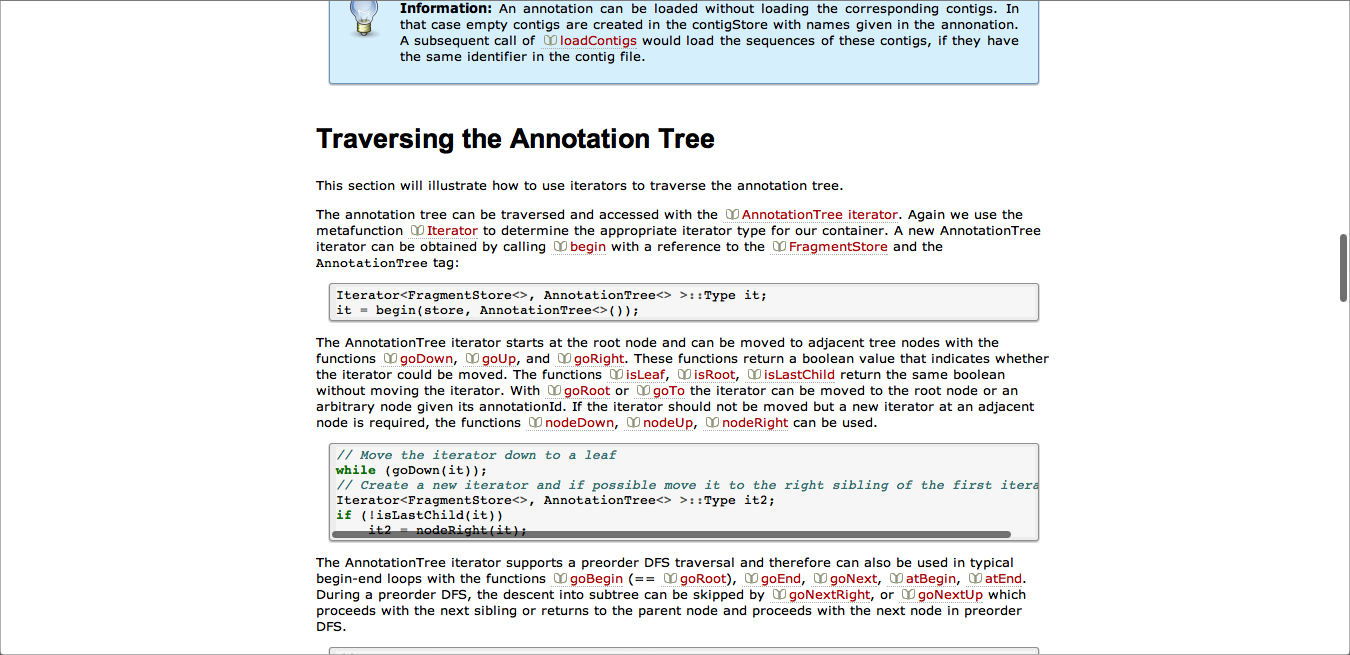 Information: An annotation can be loaded without loading the corresponding contigs. In
that case empty contigs are created in the contigStore with names given in the annonation.
A subsequent call of loadContigs would load the sequences of these contigs, if they have
the same identifier in the contig file.
Traversing the Annotation Tree
This section will illustrate how to use iterators to traverse the annotation tree.
The annotation tree can be traversed and accessed with the AnnotationTree iterator. Again we use the
metafunction Iterator to determine the appropriate iterator type for our container. A new AnnotationTree
iterator can be obtained by calling begin with a reference to the FragmentStore and the
AnnotationTree tag:
Iterator<FragmentStore<>, AnnotationTree<> >::Type it;
it = begin(store, AnnotationTree<>());
The AnnotationTree iterator starts at the root node and can be moved to adjacent tree nodes with the
functions goDown, goUp, and goRight. These functions return a boolean value that indicates whether
the iterator could be moved. The functions isLeaf, isRoot, isLastChild return the same boolean
without moving the iterator. With goRoot or goTo the iterator can be moved to the root node or an
arbitrary node given its annotationId. If the iterator should not be moved but a new iterator at an adjacent
node is required, the functions nodeDown, nodeUp, nodeRight can be used.
// Move the iterator down to a leaf
while (goDown(it));
// Create a new iterator and if possible move it to the right sibling of the first itera
Iterator<FragmentStore<>, AnnotationTree<> >::Type it2;
if (!isLastChild(it))
it2 = nodeRight(it);
The AnnotationTree iterator supports a preorder DFS traversal and therefore can also be used in typical
begin-end loops with the functions goBegin (== goRoot), goEnd, goNext, atBegin, atEnd.
During a preorder DFS, the descent into subtree can be skipped by goNextRight, or goNextUp which
proceeds with the next sibling or returns to the parent node and proceeds with the next node in preorder
DFS.